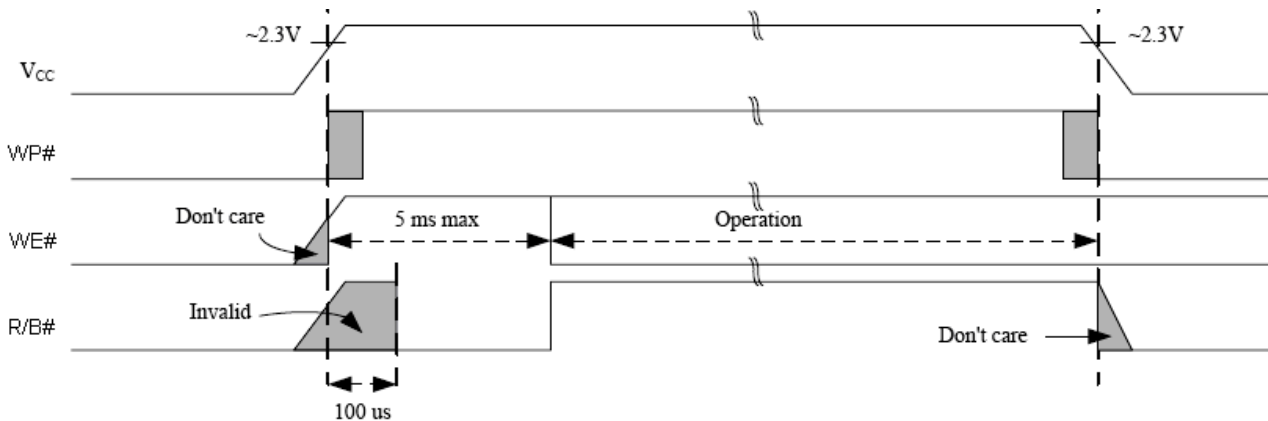 ~2.3V
~2.3V
VCC
WP#
Don't care
5 ms max
Operation
WE#
Invalid
R/B#
Don't care
100 us